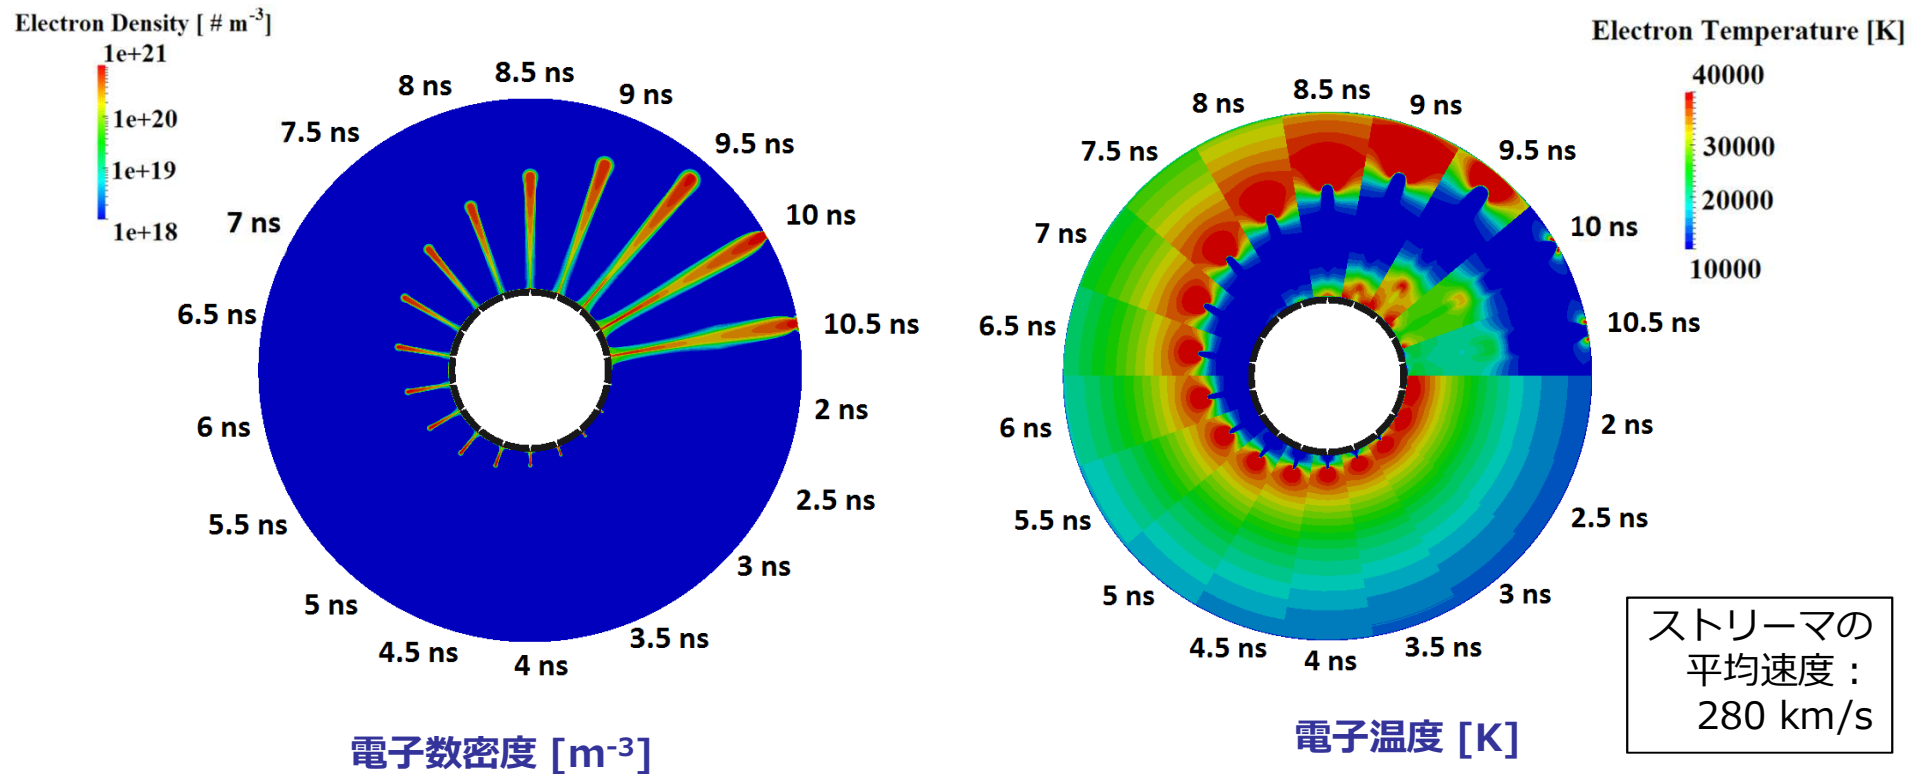 Electron Density [ # m⁻³]
1e+21
1e+20
1e+19
1e+18
8.5 ns
8 ns
9 ns
7.5 ns
9.5 ns
7 ns
10 ns
6.5 ns
10.5 ns
6 ns
2 ns
5.5 ns
2.5 ns
5 ns
3 ns
4.5 ns
3.5 ns
4 ns
電子数密度 [m⁻³]
Electron Temperature [K]
40000
30000
20000
10000
8.5 ns
8 ns
9 ns
7.5 ns
9.5 ns
7 ns
10 ns
6.5 ns
10.5 ns
6 ns
2 ns
5.5 ns
2.5 ns
5 ns
3 ns
4.5 ns
3.5 ns
4 ns
電子温度 [K]
ストリーマの
平均速度：
280 km/s